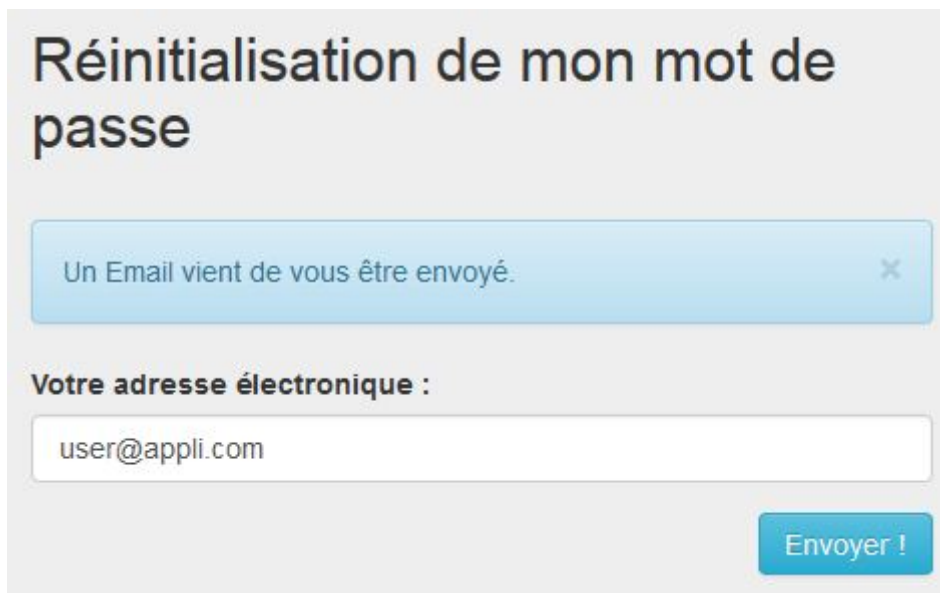 Réinitialisation de mon mot de
passe
Un Email vient de vous être envoyé.
×
Votre adresse électronique :
user@appli.com
Envoyer !